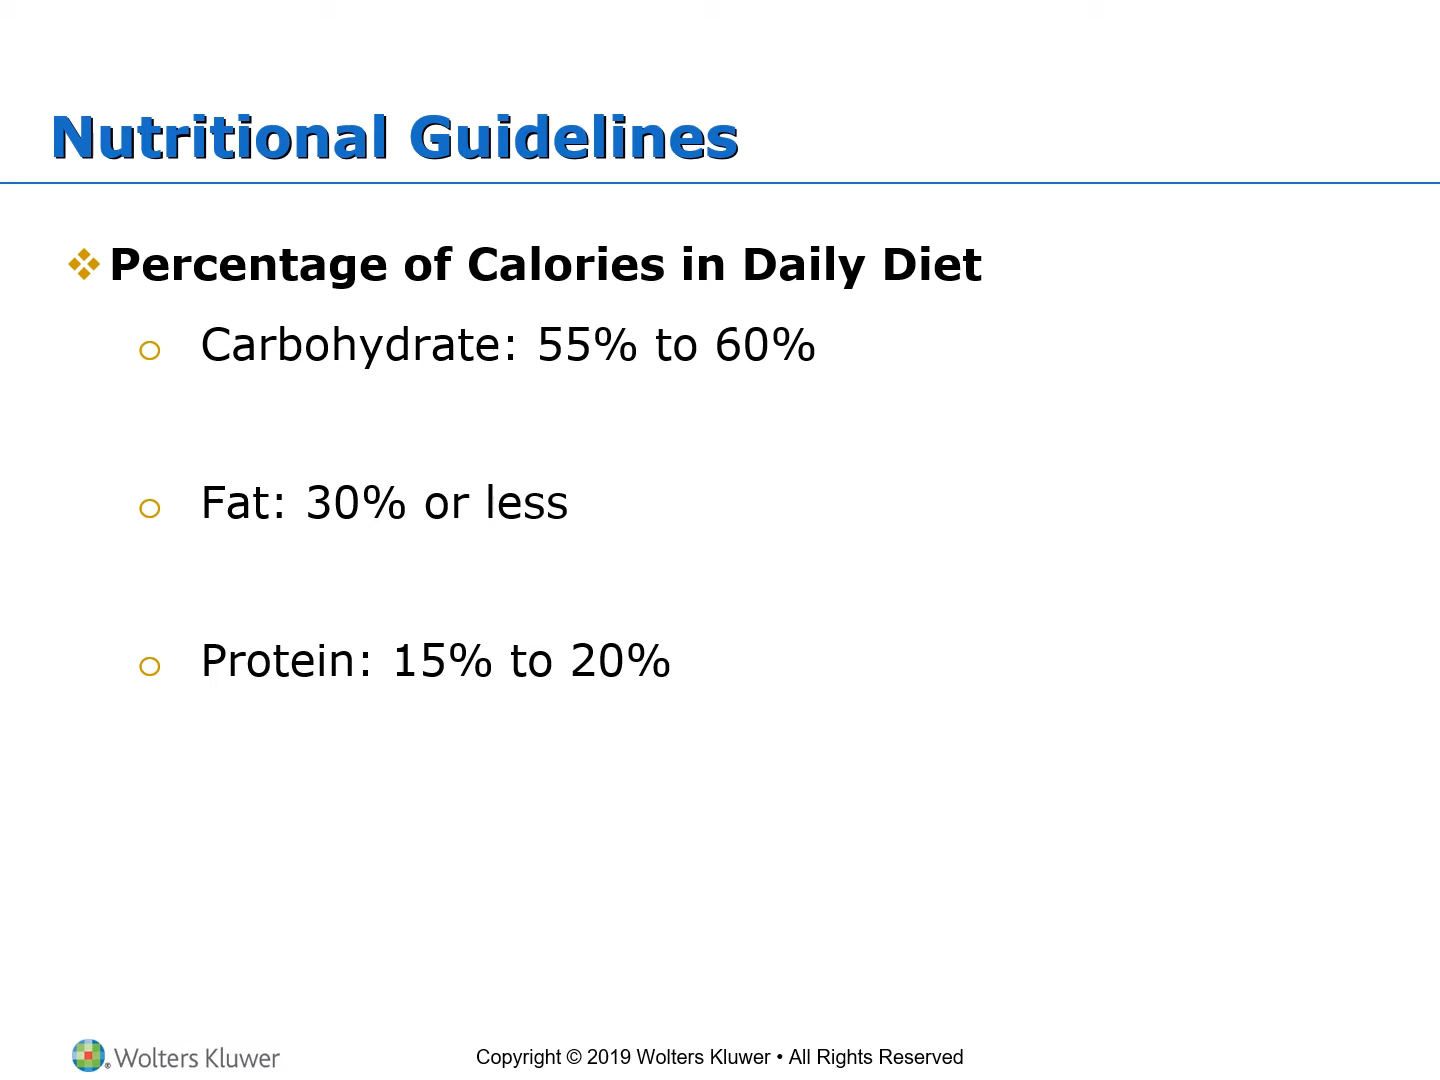 Nutritional Guidelines
❖ Percentage of Calories in Daily Diet
o Carbohydrate: 55% to 60%
o Fat: 30% or less
o Protein: 15% to 20%
® Wolters Kluwer
Copyright © 2019 Wolters Kluwer • All Rights Reserved